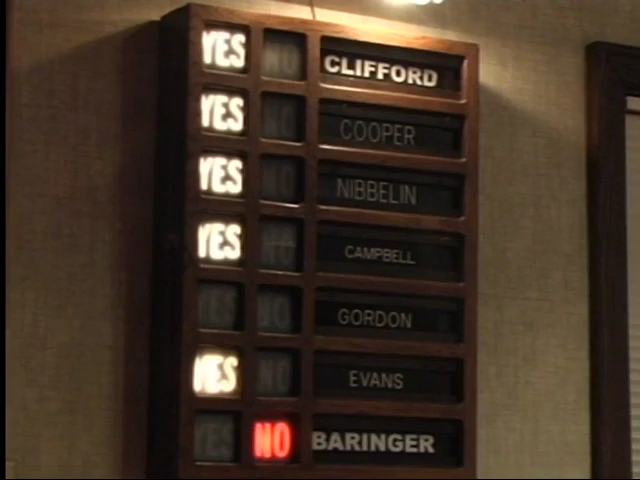 YES NO CLIFFORD
YES NO COOPER
YES NO NIBBELIN
YES NO CAMPBELL
YES NO GORDON
YES NO EVANS
YES NO BARINGER